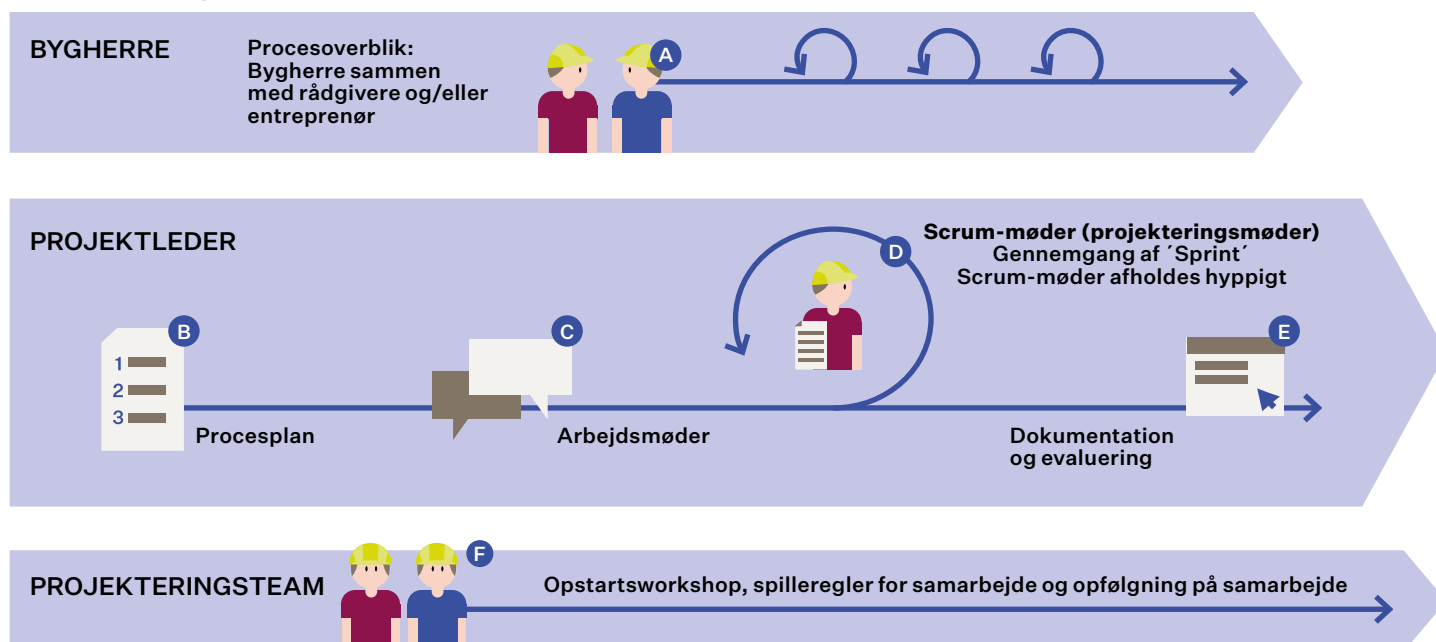 BYGHERRE
Procesoverblik:
Bygherre sammen
med rådgivere og/eller
entreprenør
A
PROJEKTLEDER
Scrum-møder (projekteringsmøder)
Gennemgang af ´Sprint´
Scrum-møder afholdes hyppigt
D
B
1
2
3
Procesplan
C
Arbejdsmøder
E
Dokumentation
og evaluering
PROJEKTERINGSTEAM
F
Opstartsworkshop, spilleregler for samarbejde og opfølgning på samarbejde